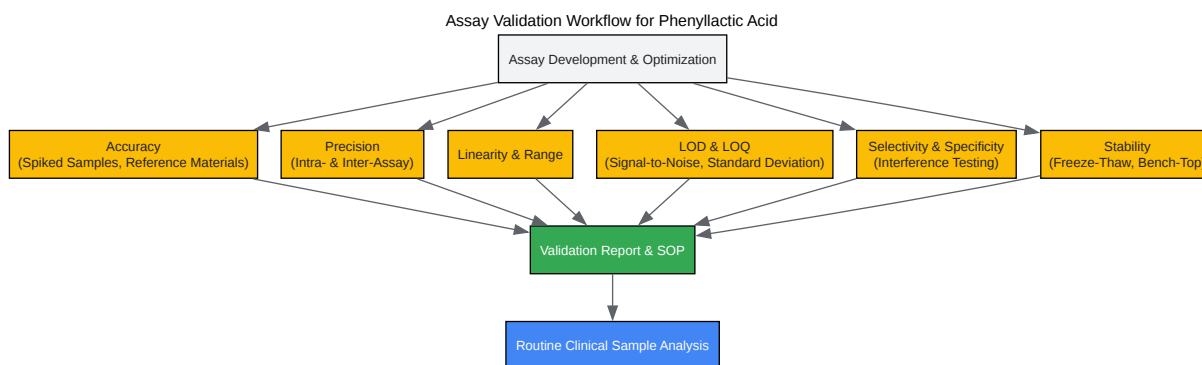 Assay Validation Workflow for Phenyllactic Acid
Assay Development & Optimization
Accuracy
(Spiked Samples, Reference Materials)
Precision
(Intra- & Inter-Assay)
Linearity & Range
LOD & LOQ
(Signal-to-Noise, Standard Deviation)
Selectivity & Specificity
(Interference Testing)
Stability
(Freeze-Thaw, Bench-Top
Validation Report & SOP
Routine Clinical Sample Analysis